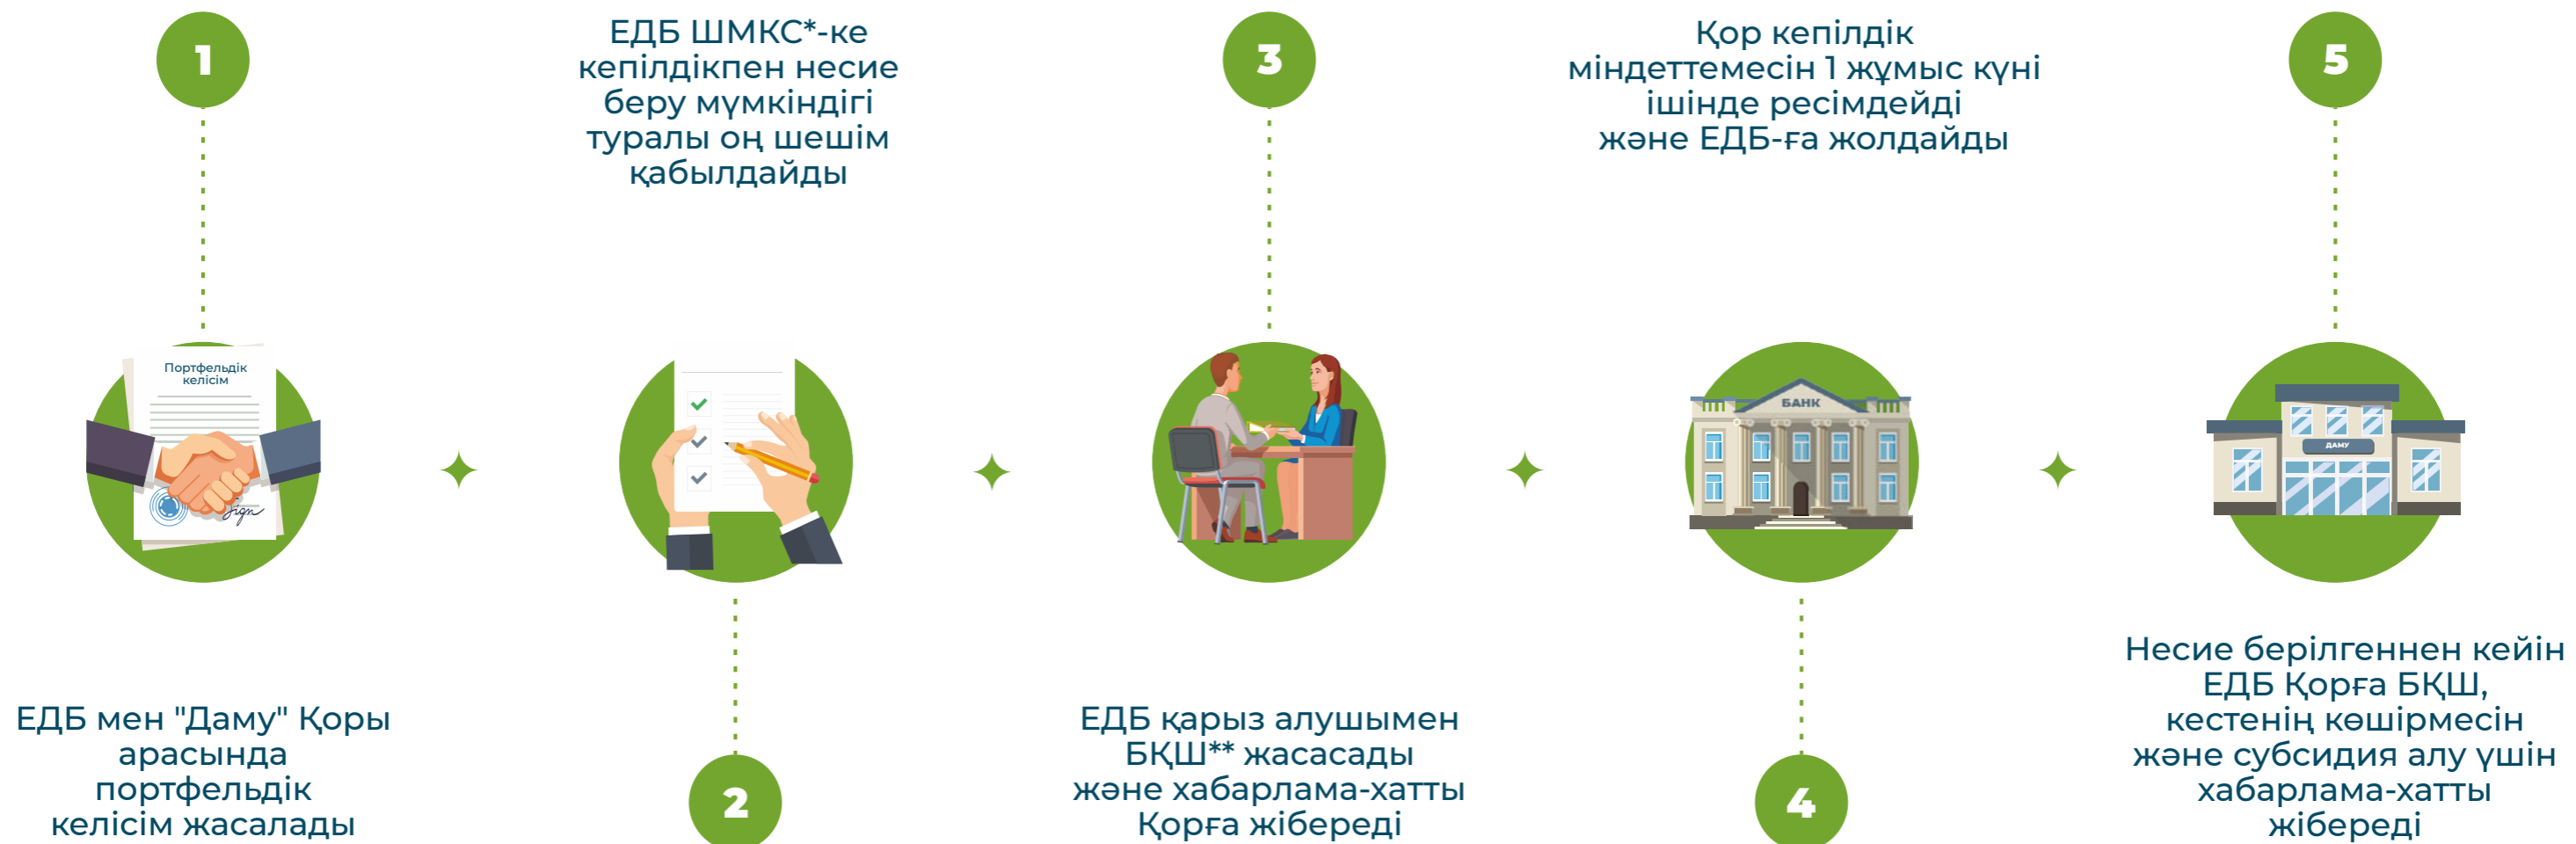 1
ЕДБ мен "Даму" Қоры
арасында
портфельдік
келісім жасалады
Портфельдік
келісім
Sign
ЕДБ ШМКС*-ке
кепілдікпен несие
беру мүмкіндігі
туралы оң шешім
қабылдайды
2
3
ЕДБ қарыз алушымен
БҚШ** жасасады
және хабарлама-хатты
Қорға жібереді
Қор кепілдік
міндеттемесін 1 жұмыс күні
ішінде ресімдейді
және ЕДБ-ға жолдайды
БАНК
4
5
ДАМУ
Несие берілгеннен кейін
ЕДБ Қорға БҚШ,
кестенің көшірмесін
және субсидия алу үшін
хабарлама-хатты
жібереді